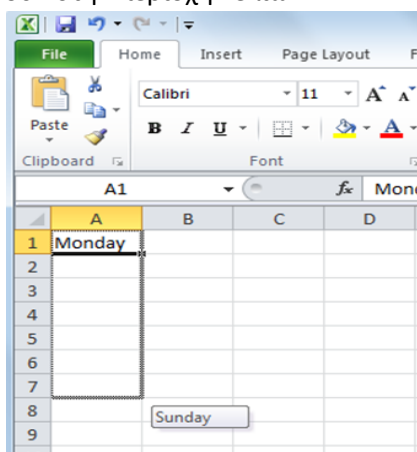 File Home Insert Page Layout F
Calibri 11 A A
Paste B I U A
Clipboard Font
A1 fx Mon
A B C D
1 Monday
2
3
4
5
6
7
8 Sunday
9